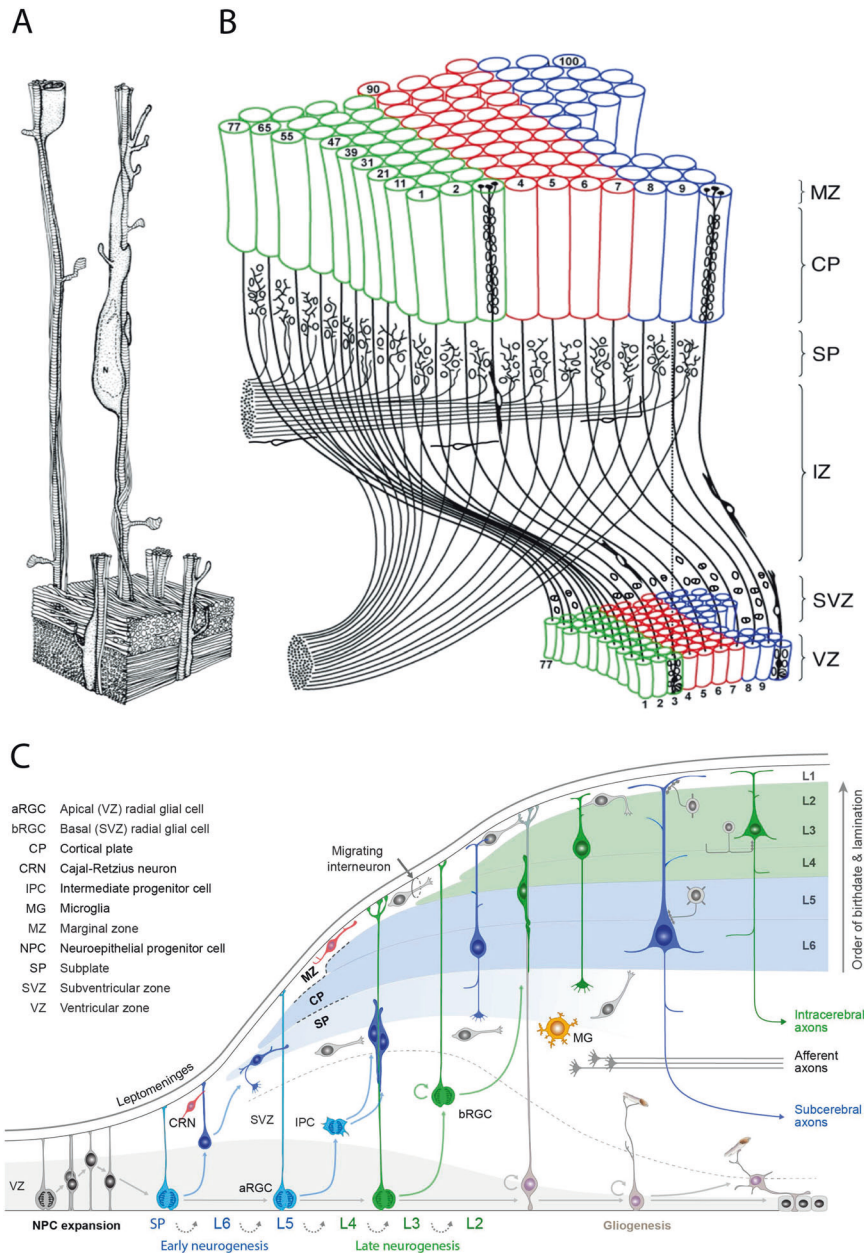 A
B
N
100
90
77
65
55
47
39
31
21
11
1
2
4
5
6
7
8
9
MZ
CP
SP
IZ
SVZ
VZ
77
1 2 3 4 5 6 7 8 9
C
aRGC Apical (VZ) radial glial cell
bRGC Basal (SVZ) radial glial cell
CP Cortical plate
CRN Cajal-Retzius neuron
IPC Intermediate progenitor cell
MG Microglia
MZ Marginal zone
NPC Neuroepithelial progenitor cell
SP Subplate
SVZ Subventricular zone
VZ Ventricular zone
Migrating
interneuron
L1
L2
L3
L4
L5
L6
Order of birthdate & lamination
MZ
CP
SP
MG
Intracerebral
axons
Afferent
axons
Subcerebral
axons
Leptomeninges
CRN
SVZ
IPC
bRGC
VZ
aRGC
NPC expansion
SP L6 L5 L4 L3 L2
Early neurogenesis
Late neurogenesis
Gliogenesis